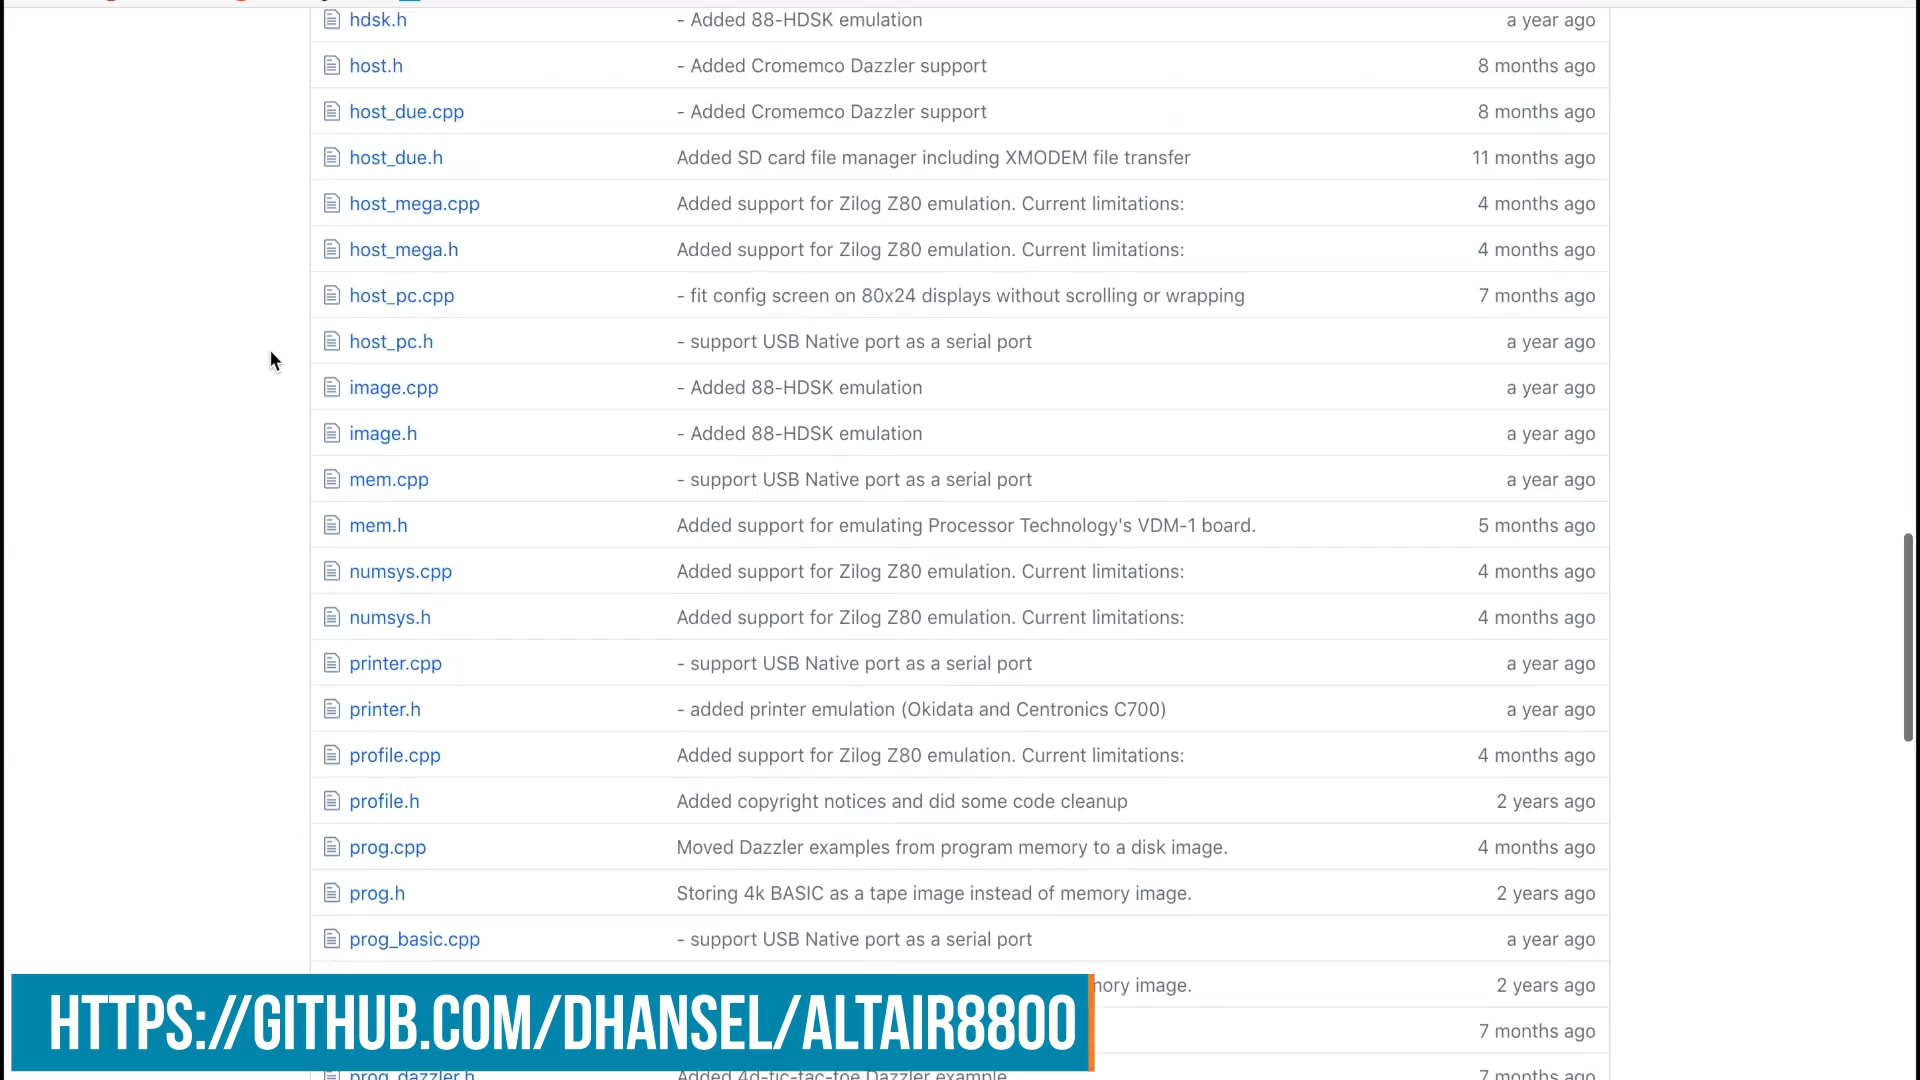 hdsk.h - Added 88-HDSK emulation a year ago
host.h - Added Cromemco Dazzler support 8 months ago
host_due.cpp - Added Cromemco Dazzler support 8 months ago
host_due.h Added SD card file manager including XMODEM file transfer 11 months ago
host_mega.cpp Added support for Zilog Z80 emulation. Current limitations: 4 months ago
host_mega.h Added support for Zilog Z80 emulation. Current limitations: 4 months ago
host_pc.cpp - fit config screen on 80x24 displays without scrolling or wrapping 7 months ago
host_pc.h - support USB Native port as a serial port a year ago
image.cpp - Added 88-HDSK emulation a year ago
image.h - Added 88-HDSK emulation a year ago
mem.cpp - support USB Native port as a serial port a year ago
mem.h Added support for emulating Processor Technology's VDM-1 board. 5 months ago
numsys.cpp Added support for Zilog Z80 emulation. Current limitations: 4 months ago
numsys.h Added support for Zilog Z80 emulation. Current limitations: 4 months ago
printer.cpp - support USB Native port as a serial port a year ago
printer.h - added printer emulation (Okidata and Centronics C700) a year ago
profile.cpp Added support for Zilog Z80 emulation. Current limitations: 4 months ago
profile.h Added copyright notices and did some code cleanup 2 years ago
prog.cpp Moved Dazzler examples from program memory to a disk image. 4 months ago
prog.h Storing 4k BASIC as a tape image instead of memory image. 2 years ago
prog_basic.cpp - support USB Native port as a serial port a year ago
image. 2 years ago
HTTPS://GITHUB.COM/DHANSEL/ALTAIR8800
7 months ago
prog_dazzler.h Added 4d-tic-tac-toe Dazzler example 7 months ago